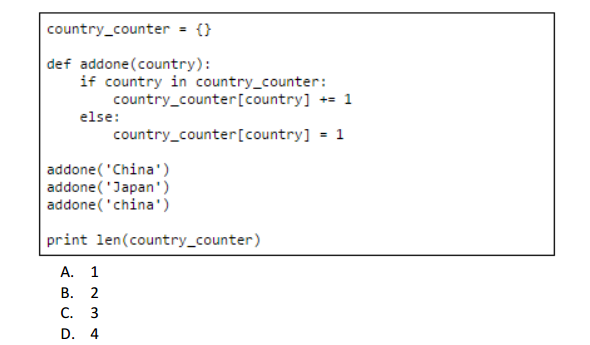 country_counter = {}
def addone(country):
if country in country_counter:
country_counter[country] += 1
else:
country_counter[country] = 1
addone('China')
addone('Japan')
addone('china')
print len(country_counter)
A. 1
B. 2
C. 3
D. 4